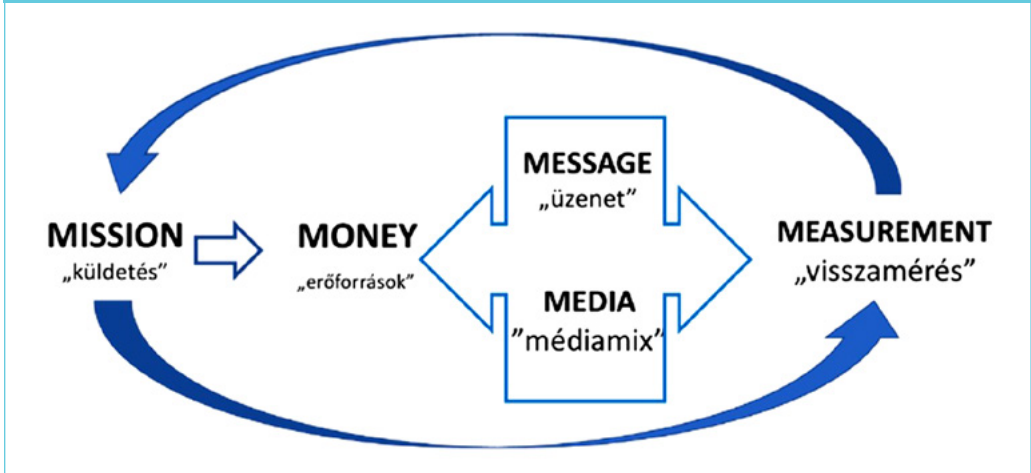 MISSION
„küldetés”
MONEY
„erőforrások”
MESSAGE
„üzenet”
MEDIA
”médiamix”
MEASUREMENT
„visszamérés”